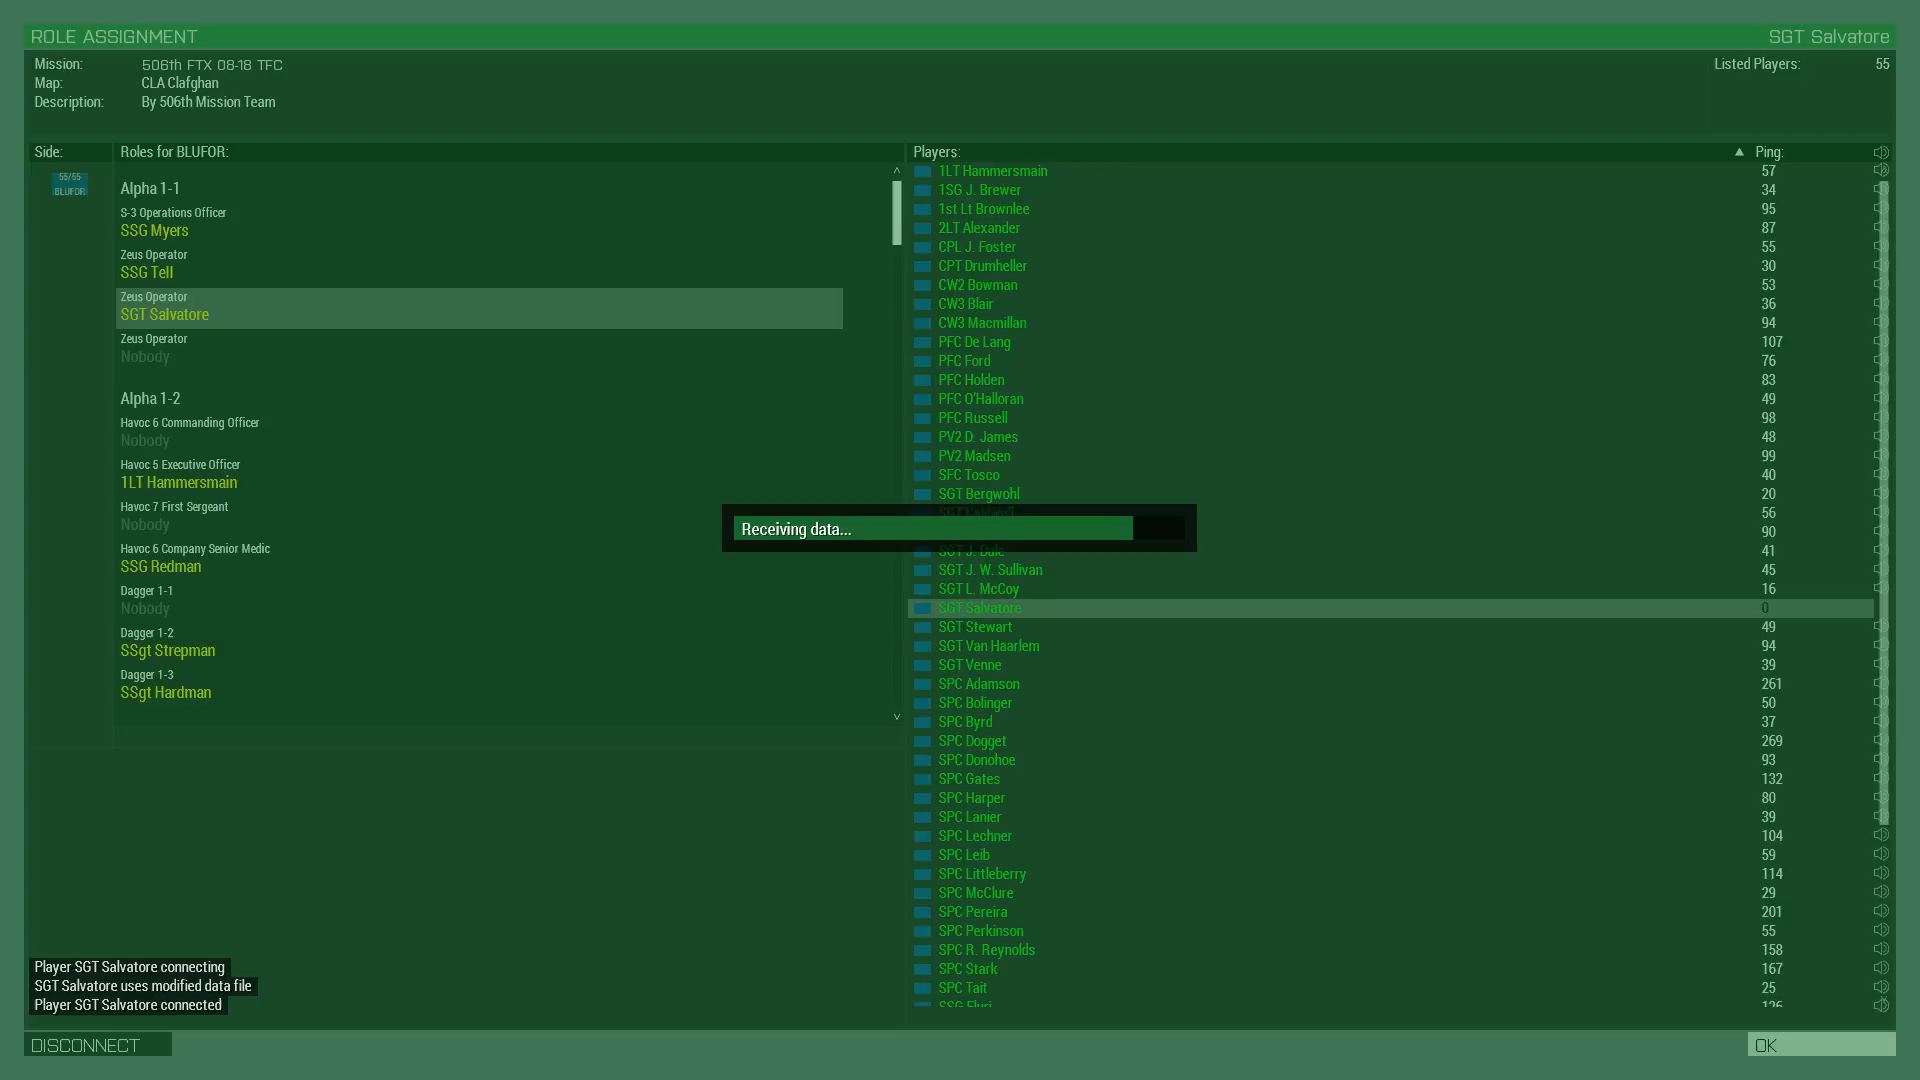 ROLE ASSIGNMENT SGT Salvatore
Mission: 506th FTX 08-18 TFC Listed Players: 55
Map: CLA Clafghan
Description: By 506th Mission Team
Side: Roles for BLUFOR: Players: Ping:
55/55
BLUFOR
Alpha 1-1
S-3 Operations Officer
SSG Myers
Zeus Operator
SSG Tell
Zeus Operator
SGT Salvatore
Zeus Operator
Nobody
Alpha 1-2
Havoc 6 Commanding Officer
Nobody
Havoc 5 Executive Officer
1LT Hammersmain
Havoc 7 First Sergeant
Nobody
Havoc 6 Company Senior Medic
SSG Redman
Dagger 1-1
Nobody
Dagger 1-2
SSgt Strepman
Dagger 1-3
SSgt Hardman
1LT Hammersmain 57
1SG J. Brewer 34
1st Lt Brownlee 95
2LT Alexander 87
CPL J. Foster 55
CPT Drumheller 30
CW2 Bowman 53
CW3 Blair 36
CW3 Macmillan 94
PFC De Lang 107
PFC Ford 76
PFC Holden 83
PFC O'Halloran 49
PFC Russell 98
PV2 D. James 48
PV2 Madsen 99
SFC Tosco 40
SGT Bergwohl 20
SGT 56
90
SGT J. Dale 41
SGT J. W. Sullivan 45
SGT L. McCoy 16
SGT Salvatore 0
SGT Stewart 49
SGT Van Haarlem 94
SGT Venne 39
SPC Adamson 261
SPC Bolinger 50
SPC Byrd 37
SPC Dogget 269
SPC Donohoe 93
SPC Gates 132
SPC Harper 80
SPC Lanier 39
SPC Lechner 104
SPC Leib 59
SPC Littleberry 114
SPC McClure 29
SPC Pereira 201
SPC Perkinson 55
SPC R. Reynolds 158
SPC Stark 167
SPC Tait 25
SSG 126
Receiving data...
Player SGT Salvatore connecting
SGT Salvatore uses modified data file
Player SGT Salvatore connected
DISCONNECT OK